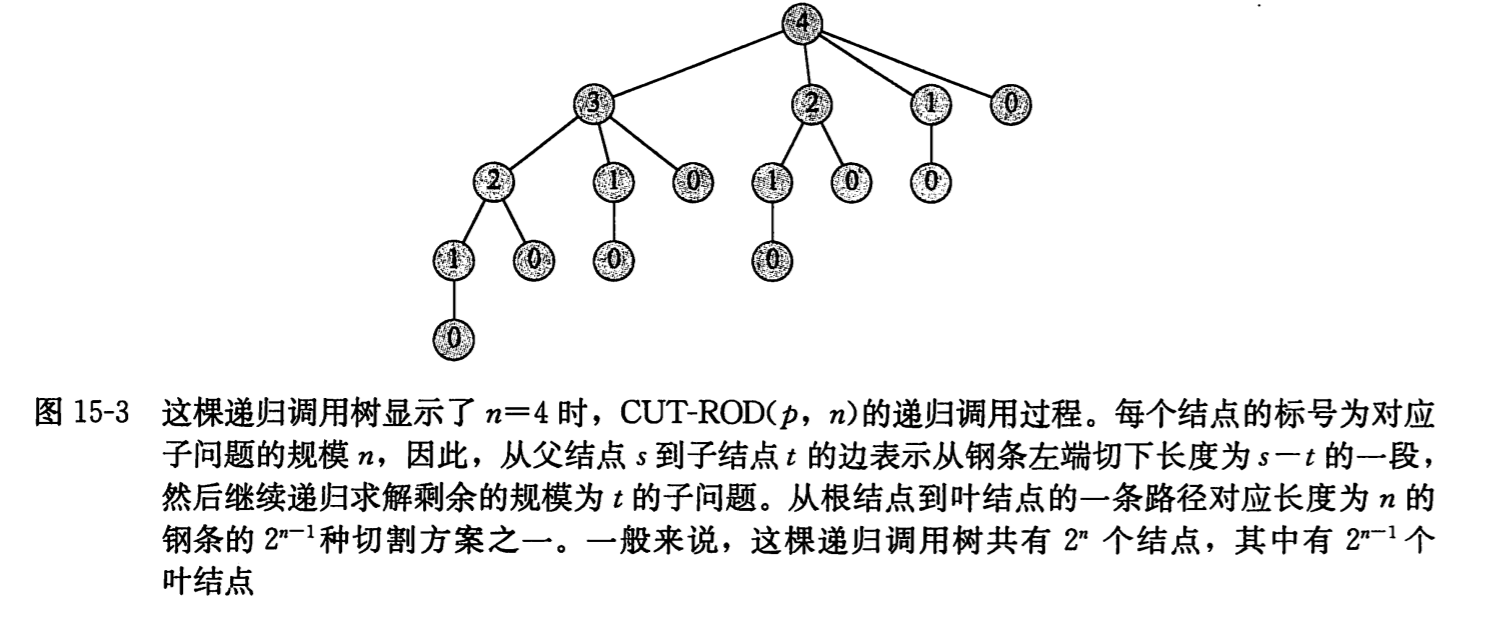 4
3 2 1 0
2 1 0 1 0 0
1 0 0 0
0
图 15-3 这棵递归调用树显示了 n=4 时，CUT-ROD(p，n)的递归调用过程。每个结点的标号为对应
子问题的规模 n，因此，从父结点 s 到子结点 t 的边表示从钢条左端切下长度为 s−t 的一段，
然后继续递归求解剩余的规模为 t 的子问题。从根结点到叶结点的一条路径对应长度为 n 的
钢条的 2ⁿ⁻¹种切割方案之一。一般来说，这棵递归调用树共有 2ⁿ 个结点，其中有 2ⁿ⁻¹个
叶结点